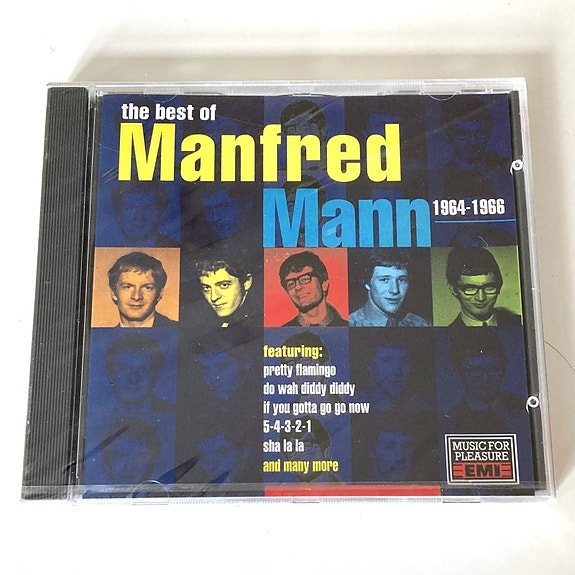 the best of
Manfred
Mann 1964-1966
featuring:
pretty flamingo
do wah diddy diddy
if you gotta go go now
5-4-3-2-1
sha la la
and many more
MUSIC FOR
PLEASURE
EMI